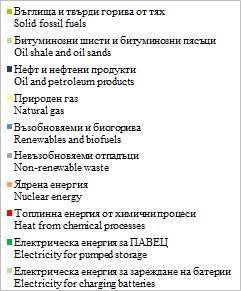 Въглища и твърди горива от тях
Solid fossil fuels
Битуминозни шисти и битуминозни пясъци
Oil shale and oil sands
Нефт и нефтени продукти
Oil and petroleum products
Природен газ
Natural gas
Възобновяеми и биогорива
Renewables and biofuels
Невъзобновяеми отпадъци
Non-renewable waste
Ядрена енергия
Nuclear energy
Топлинна енергия от химични процеси
Heat from chemical processes
Електрическа енергия за ПАВЕЦ
Electricity for pumped storage
Електрическа енергия за зареждане на батерии
Electricity for charging batteries